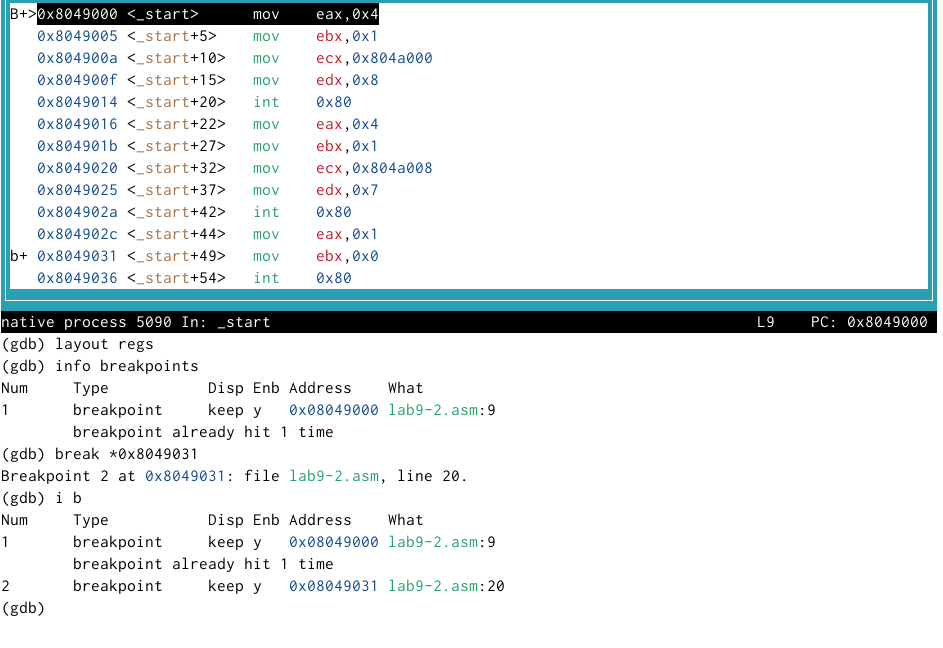 B+>0x8049000 <_start>      mov    eax,0x4
   0x8049005 <_start+5>    mov    ebx,0x1
   0x804900a <_start+10>   mov    ecx,0x804a000
   0x804900f <_start+15>   mov    edx,0x8
   0x8049014 <_start+20>   int    0x80
   0x8049016 <_start+22>   mov    eax,0x4
   0x804901b <_start+27>   mov    ebx,0x1
   0x8049020 <_start+32>   mov    ecx,0x804a008
   0x8049025 <_start+37>   mov    edx,0x7
   0x804902a <_start+42>   int    0x80
   0x804902c <_start+44>   mov    eax,0x1
b+ 0x8049031 <_start+49>   mov    ebx,0x0
   0x8049036 <_start+54>   int    0x80
native process 5090 In: _start                                                      L9    PC: 0x8049000
(gdb) layout regs
(gdb) info breakpoints
Num     Type           Disp Enb Address    What
1       breakpoint     keep y   0x08049000 lab9-2.asm:9
        breakpoint already hit 1 time
(gdb) break *0x8049031
Breakpoint 2 at 0x8049031: file lab9-2.asm, line 20.
(gdb) i b
Num     Type           Disp Enb Address    What
1       breakpoint     keep y   0x08049000 lab9-2.asm:9
        breakpoint already hit 1 time
2       breakpoint     keep y   0x08049031 lab9-2.asm:20
(gdb)